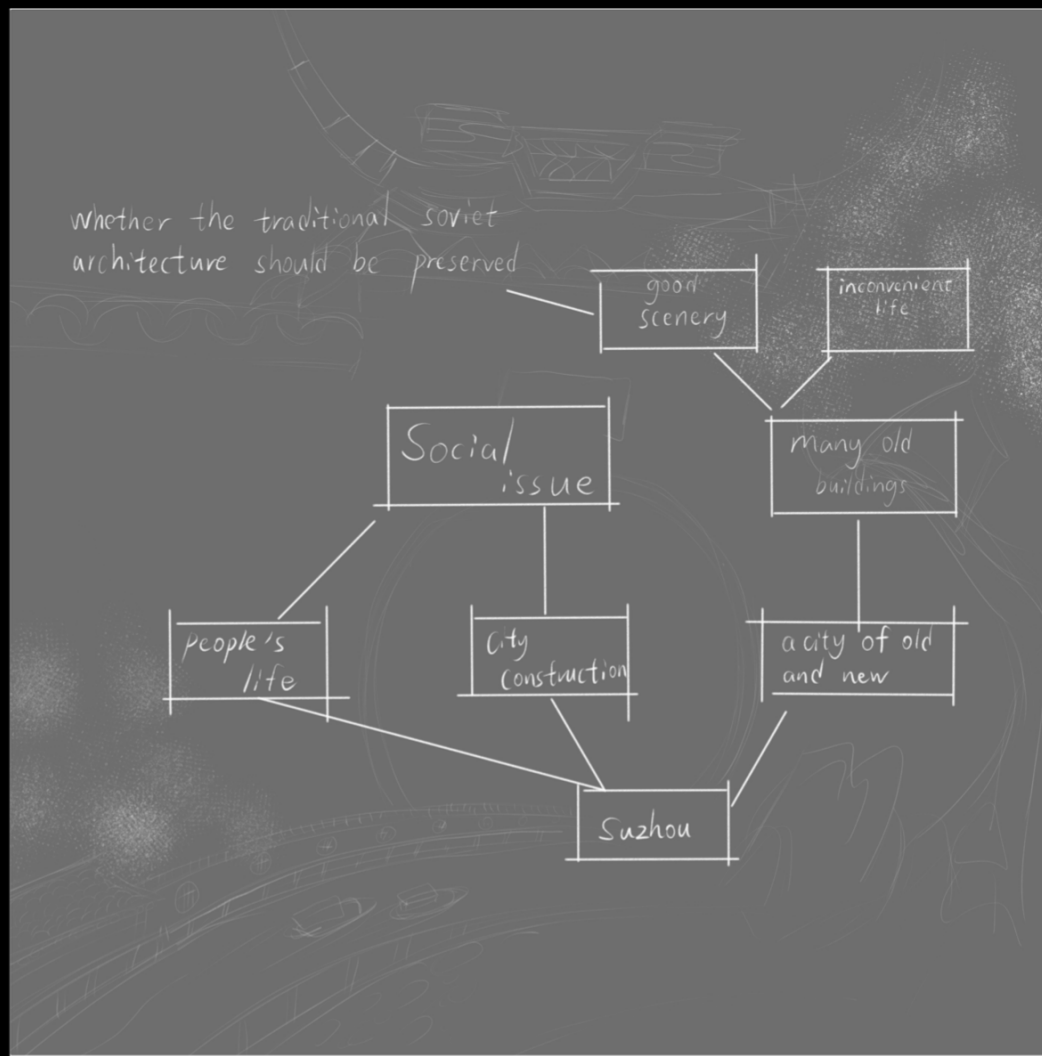 whether the traditional soviet
architecture should be preserved
good
scenery
inconvenient
life
Social
issue
many old
buildings
people's
life
City
construction
a city of old
and new
Suzhou